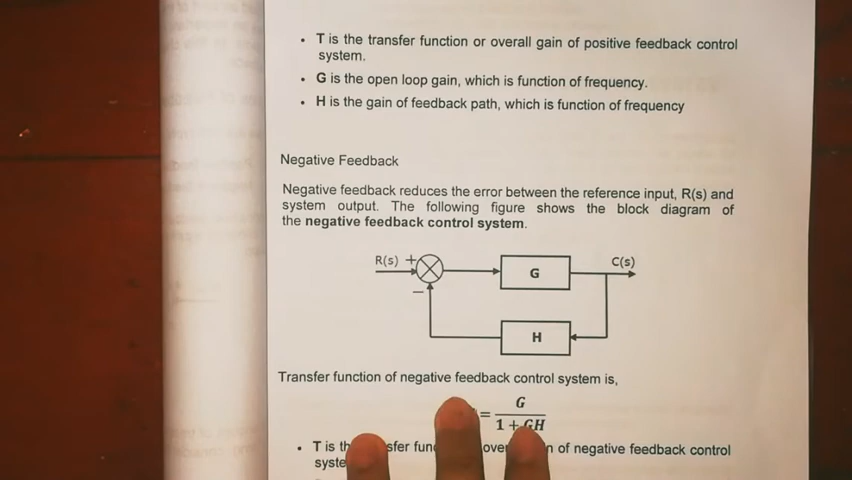 • T is the transfer function or overall gain of positive feedback control
system.
• G is the open loop gain, which is function of frequency.
• H is the gain of feedback path, which is function of frequency
Negative Feedback
Negative feedback reduces the error between the reference input, R(s) and
system output. The following figure shows the block diagram of
the negative feedback control system.
R(s) + G C(s)
−
H
Transfer function of negative feedback control system is,
= G
1 + GH
• T is of negative feedback control